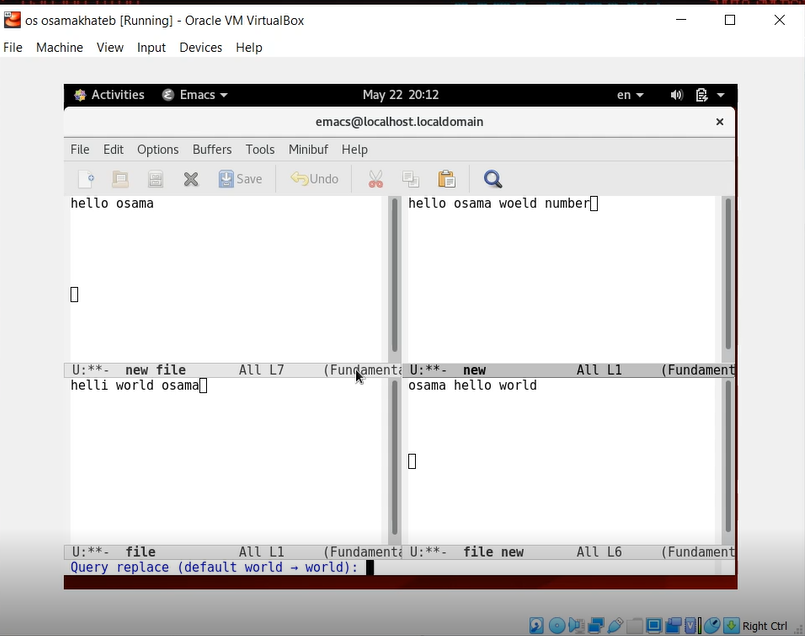 os osamakhateb [Running] - Oracle VM VirtualBox
File Machine View Input Devices Help
Activities Emacs May 22 20:12 en
emacs@localhost.localdomain
File Edit Options Buffers Tools Minibuf Help
Save Undo
hello osama
hello osama woeld number
U:**- new file All L7 (Fundamenta
U:**- new All L1 (Fundament
helli world osama
osama hello world
U:**- file All L1 (Fundamenta
U:**- file new All L6 (Fundament
Query replace (default world → world):
Right Ctrl